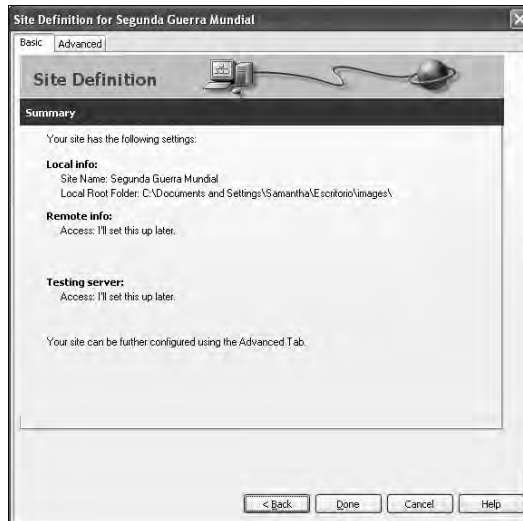 Site Definition for Segunda Guerra Mundial
Basic Advanced
Site Definition
Summary
Your site has the following settings:
Local info:
Site Name: Segunda Guerra Mundial
Local Root Folder: C:\Documents and Settings\Samantha\Escritorio\images\
Remote info:
Access: I'll set this up later.
Testing server:
Access: I'll set this up later.
Your site can be further configured using the Advanced Tab.
< Back Done Cancel Help